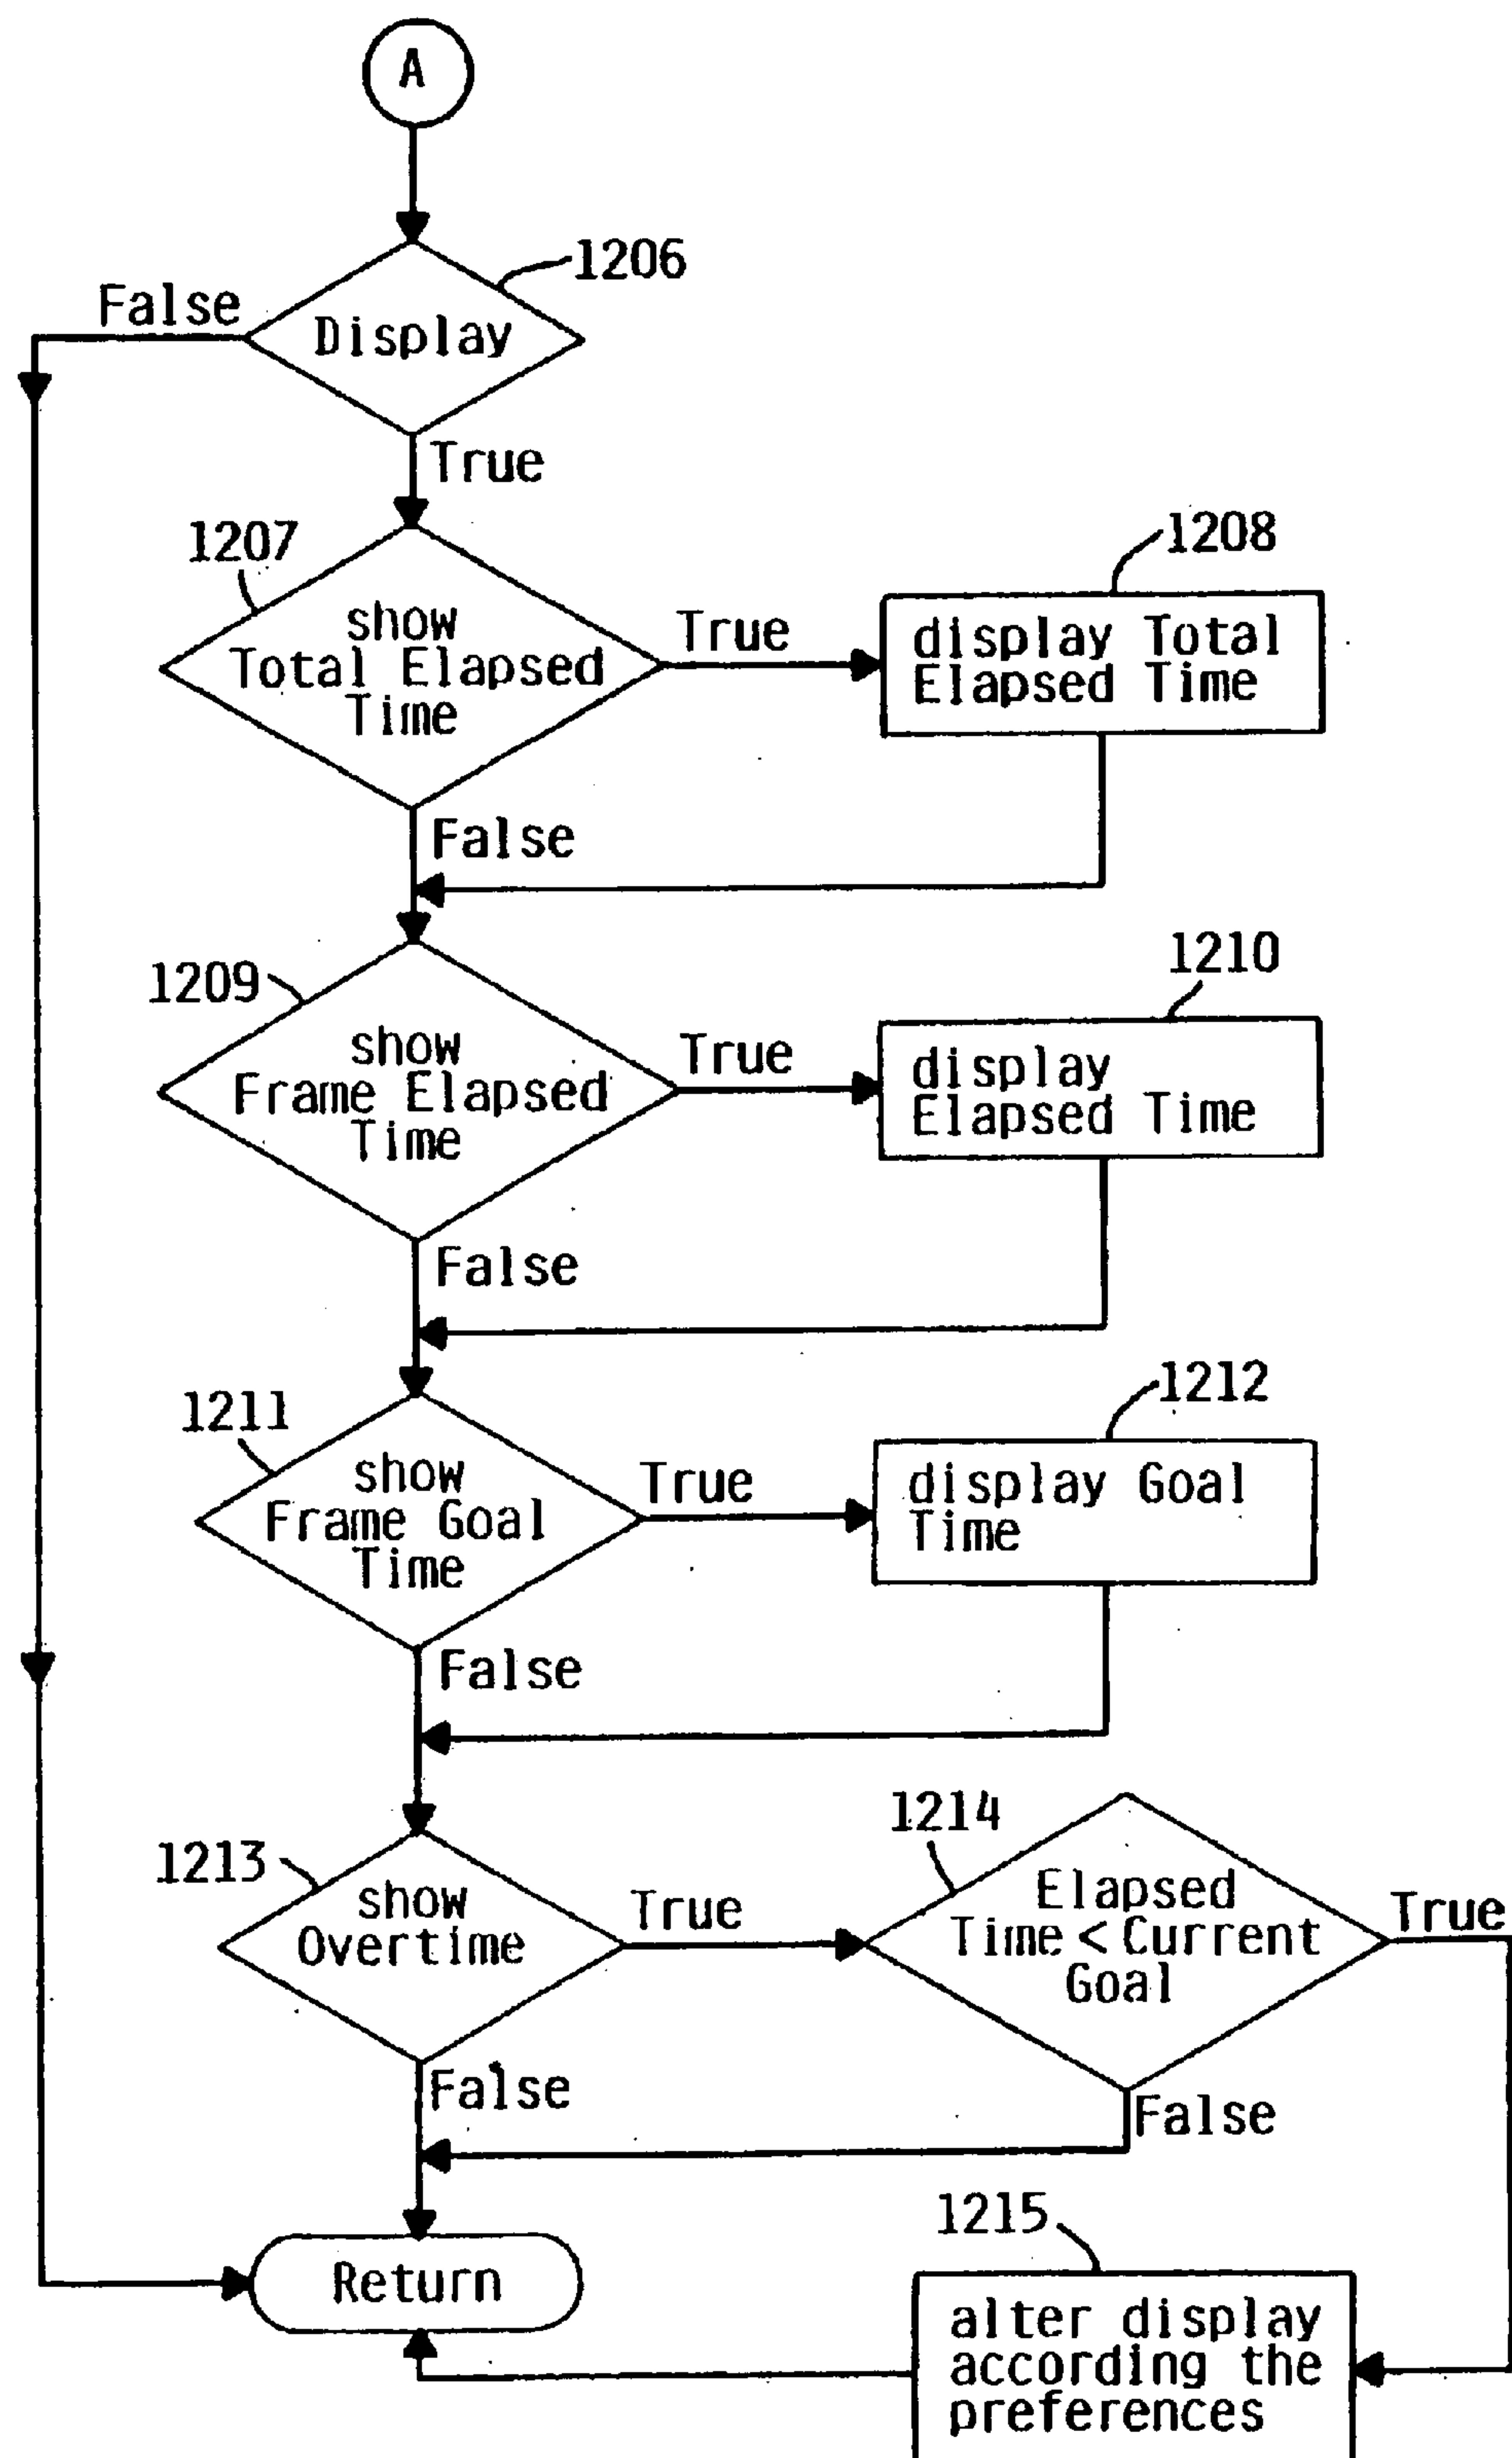 A
1206
False
Display
True
1207
1208
show
Total Elapsed
Time
True
display Total
Elapsed Time
False
1209
1210
show
Frame Elapsed
Time
True
display
Elapsed Time
False
1211
1212
show
Frame Goal
Time
True
display Goal
Time
False
1213
1214
show
Overtime
True
Elapsed
Time < Current
Goal
True
False
False
1215
Return
alter display
according the
preferences